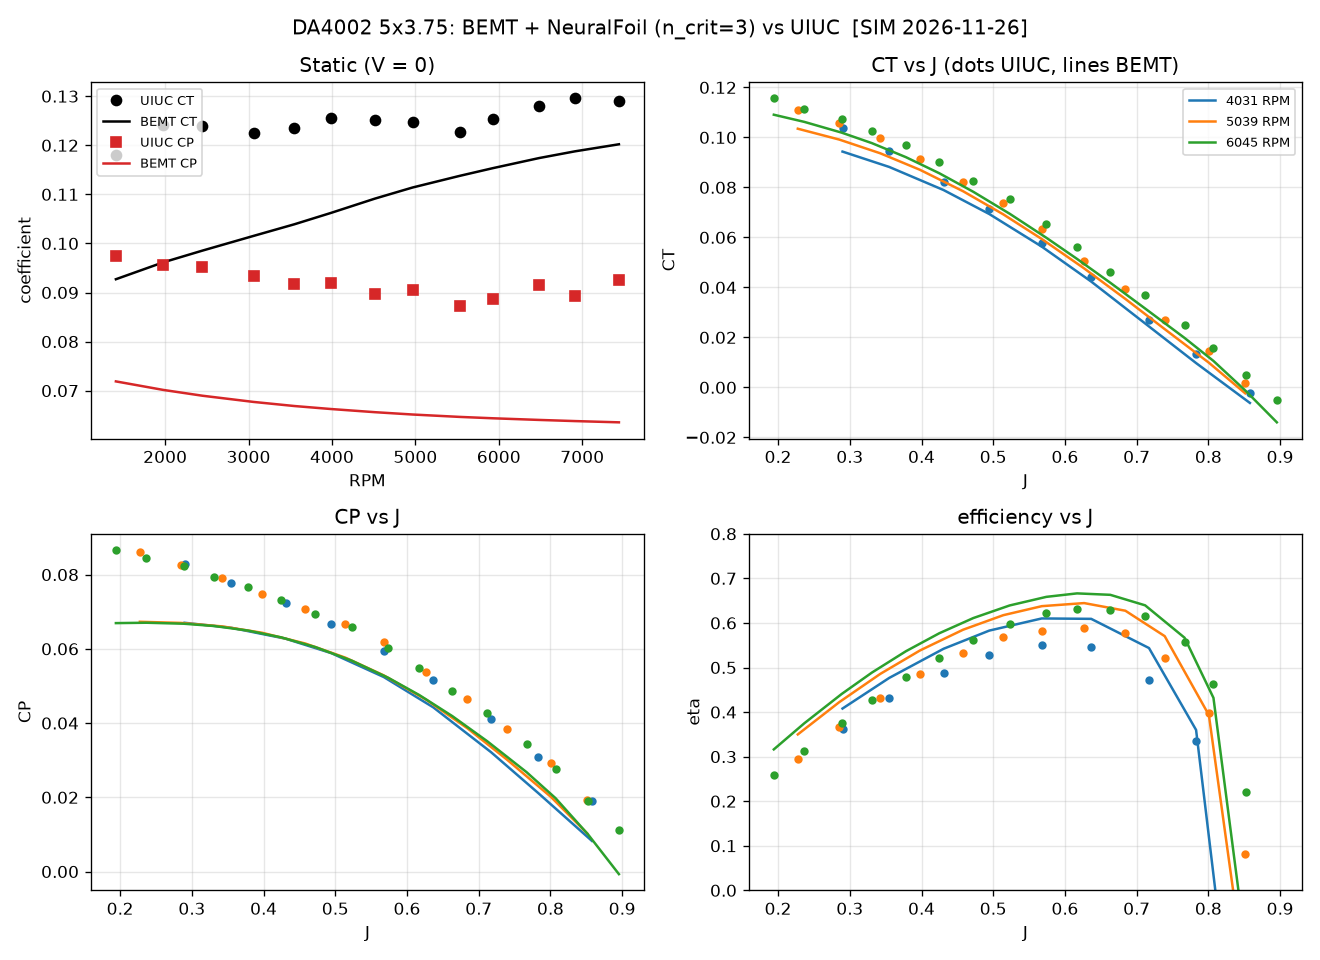 DA4002 5x3.75: BEMT + NeuralFoil (n_crit=3) vs UIUC  [SIM 2026-11-26]
Static (V = 0)
0.13
0.12
0.11
0.10
0.09
0.08
0.07
coefficient
UIUC CT
BEMT CT
UIUC CP
BEMT CP
2000 3000 4000 5000 6000 7000
RPM
CT vs J (dots UIUC, lines BEMT)
0.12
0.10
0.08
0.06
0.04
0.02
0.00
−0.02
CT
4031 RPM
5039 RPM
6045 RPM
0.2 0.3 0.4 0.5 0.6 0.7 0.8 0.9
J
CP vs J
0.08
0.06
0.04
0.02
0.00
CP
0.2 0.3 0.4 0.5 0.6 0.7 0.8 0.9
J
efficiency vs J
0.8
0.7
0.6
0.5
0.4
0.3
0.2
0.1
0.0
eta
0.2 0.3 0.4 0.5 0.6 0.7 0.8 0.9
J